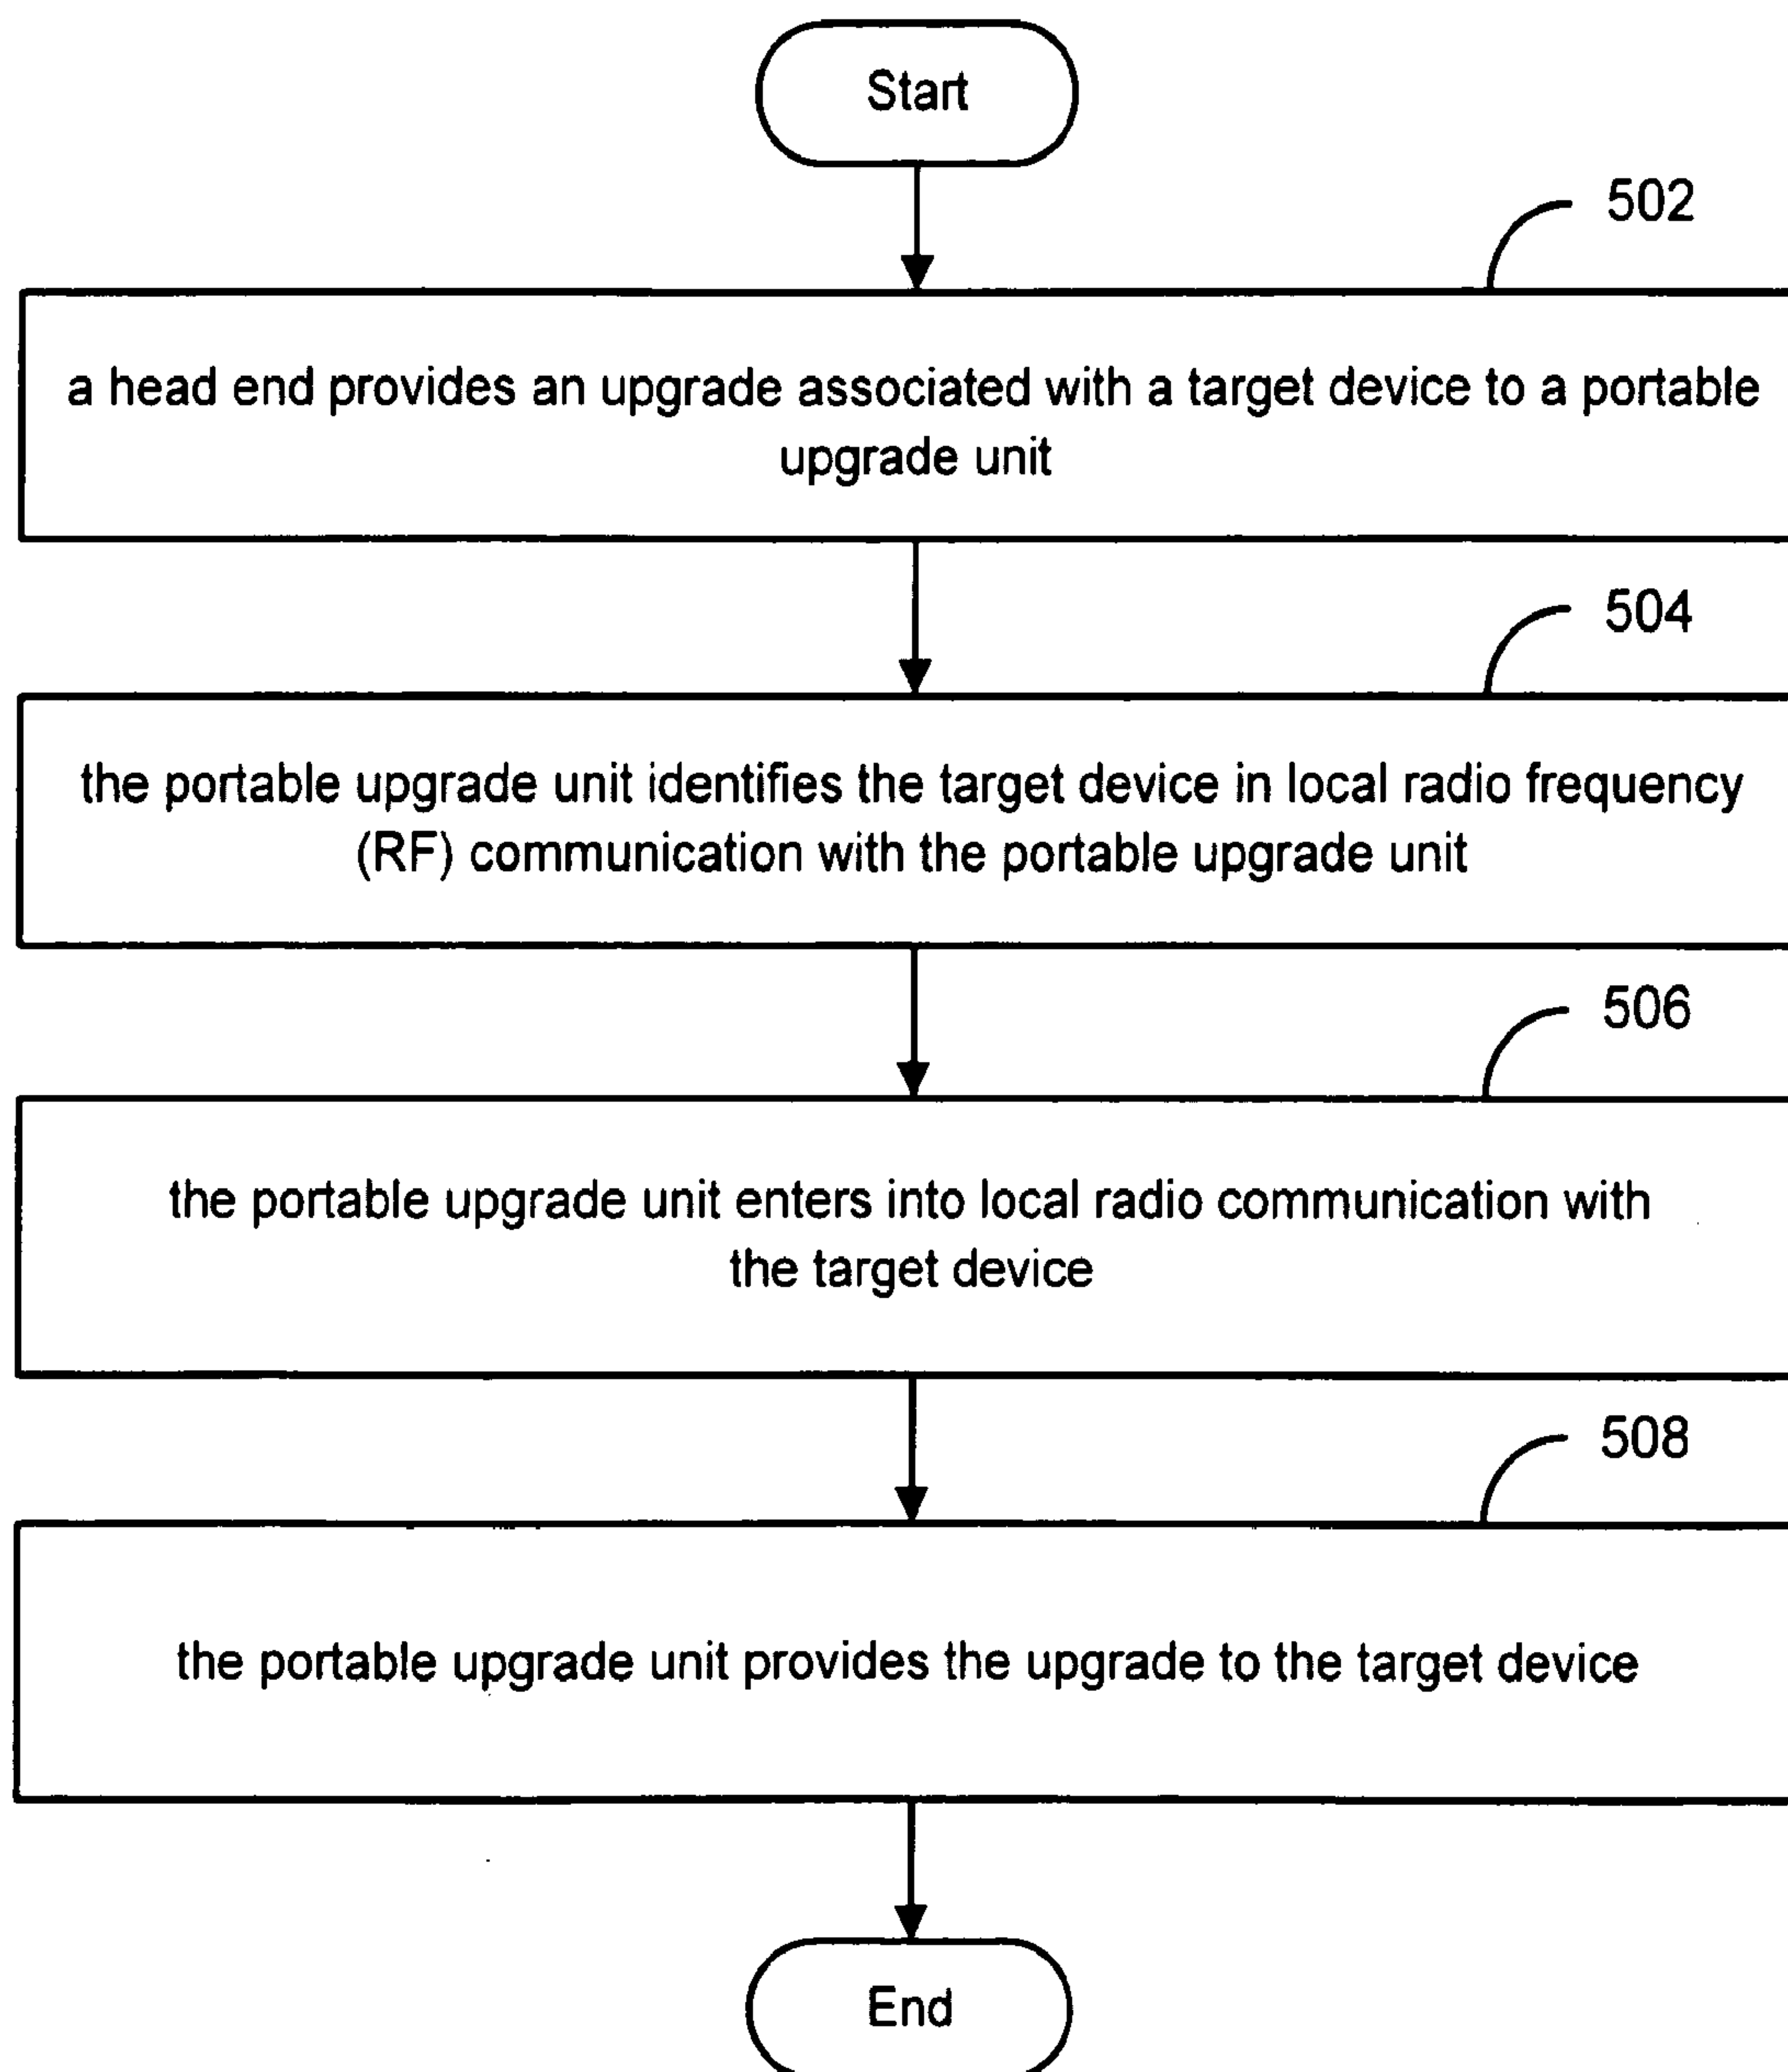 Start
502
a head end provides an upgrade associated with a target device to a portable
upgrade unit
504
the portable upgrade unit identifies the target device in local radio frequency
(RF) communication with the portable upgrade unit
506
the portable upgrade unit enters into local radio communication with
the target device
508
the portable upgrade unit provides the upgrade to the target device
End